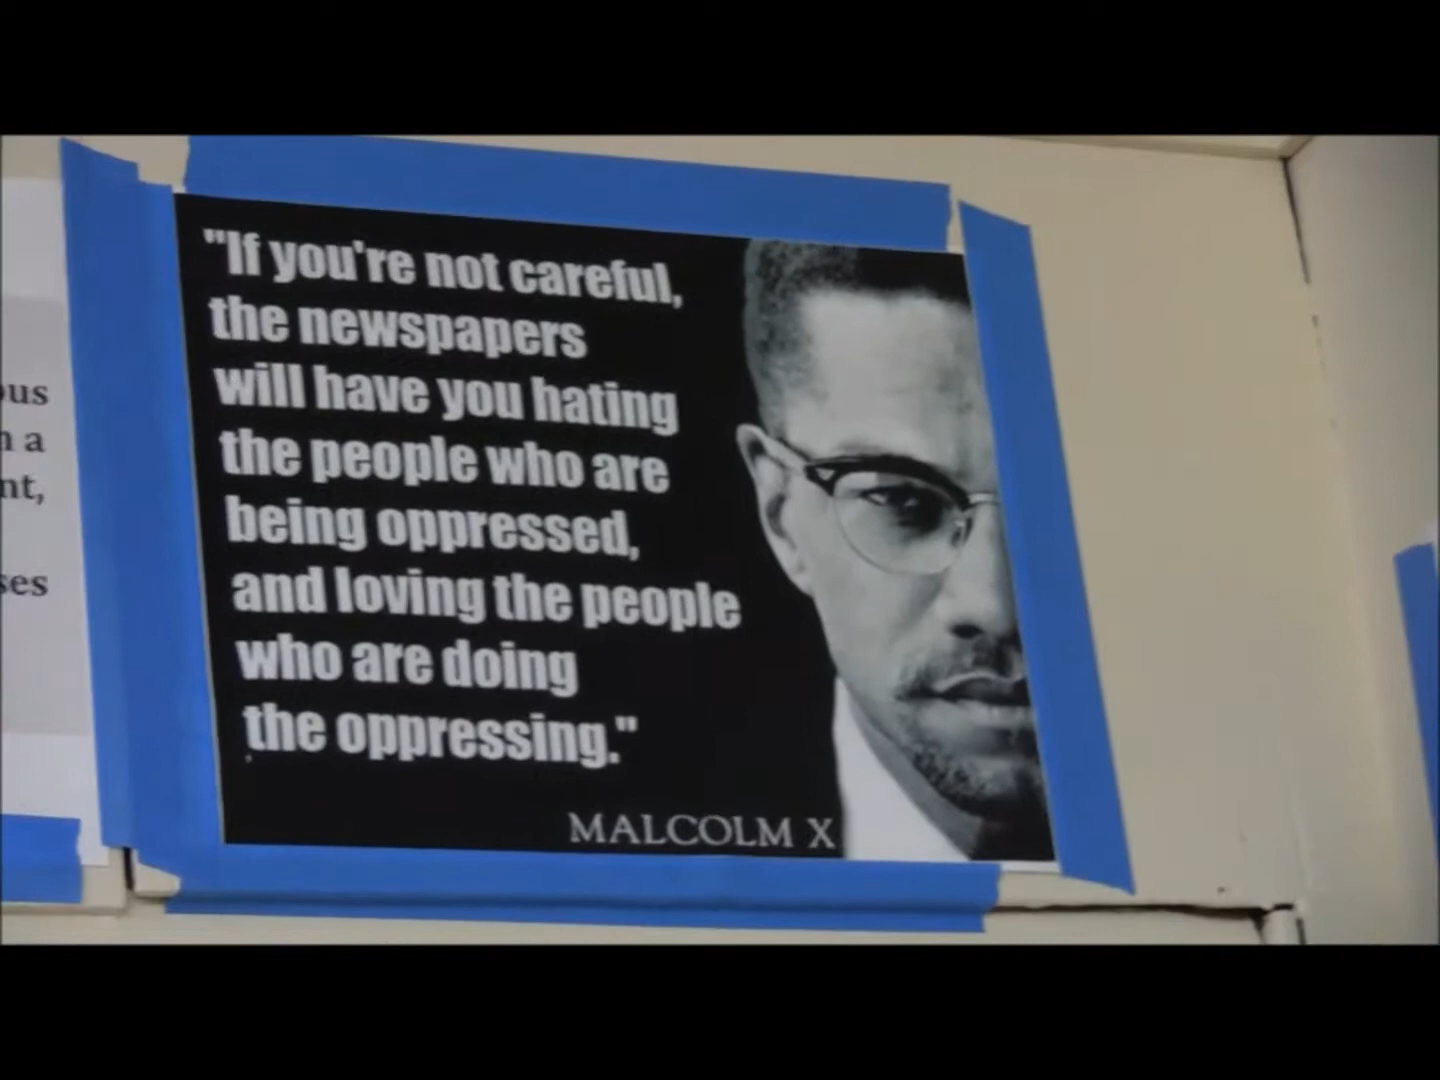 "If you're not careful,
the newspapers
will have you hating
the people who are
being oppressed,
and loving the people
who are doing
the oppressing."
MALCOLM X
a